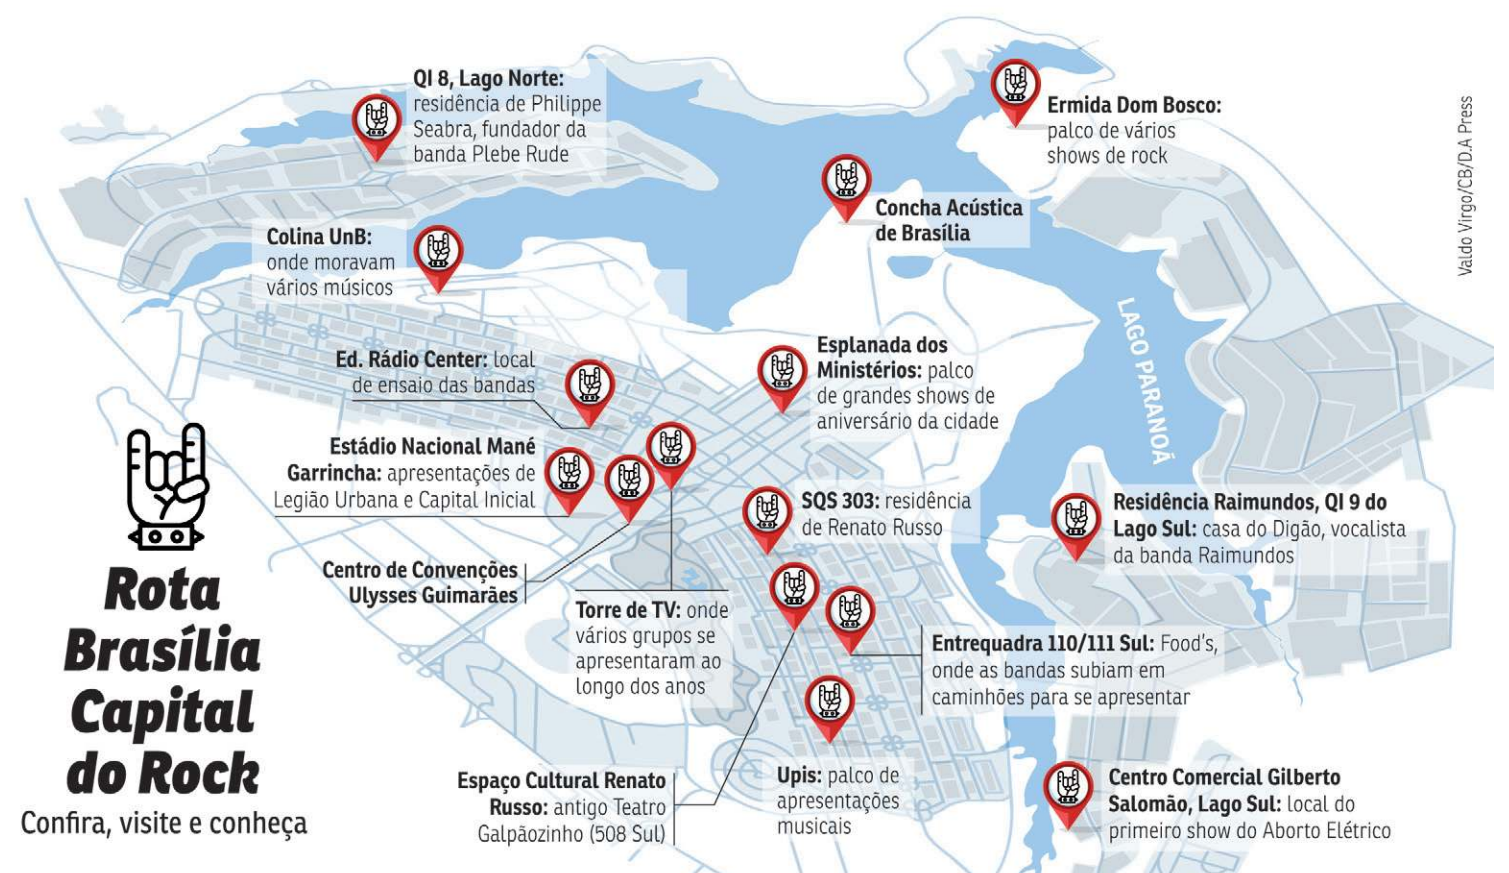 QI 8, Lago Norte:
residência de Philippe
Seabra, fundador da
banda Plebe Rude
Ermida Dom Bosco:
palco de vários
shows de rock
Valdo Virgo/CB/D.A Press
Concha Acústica
de Brasília
Colina UnB:
onde moravam
vários músicos
LAGO PARANOÁ
Ed. Rádio Center: local
de ensaio das bandas
Esplanada dos
Ministérios: palco
de grandes shows de
aniversário da cidade
Estádio Nacional Mané
Garrincha: apresentações de
Legião Urbana e Capital Inicial
SQS 303: residência
de Renato Russo
Residência Raimundos, QI 9 do
Lago Sul: casa do Digão, vocalista
da banda Raimundos
Centro de Convenções
Ulysses Guimarães
Torre de TV: onde
vários grupos se
apresentaram ao
longo dos anos
Entrequadra 110/111 Sul: Food's,
onde as bandas subiam em
caminhões para se apresentar
Rota
Brasília
Capital
do Rock
Confira, visite e conheça
Espaço Cultural Renato
Russo: antigo Teatro
Galpãozinho (508 Sul)
Upis: palco de
apresentações
musicais
Centro Comercial Gilberto
Salomão, Lago Sul: local do
primeiro show do Aborto Elétrico